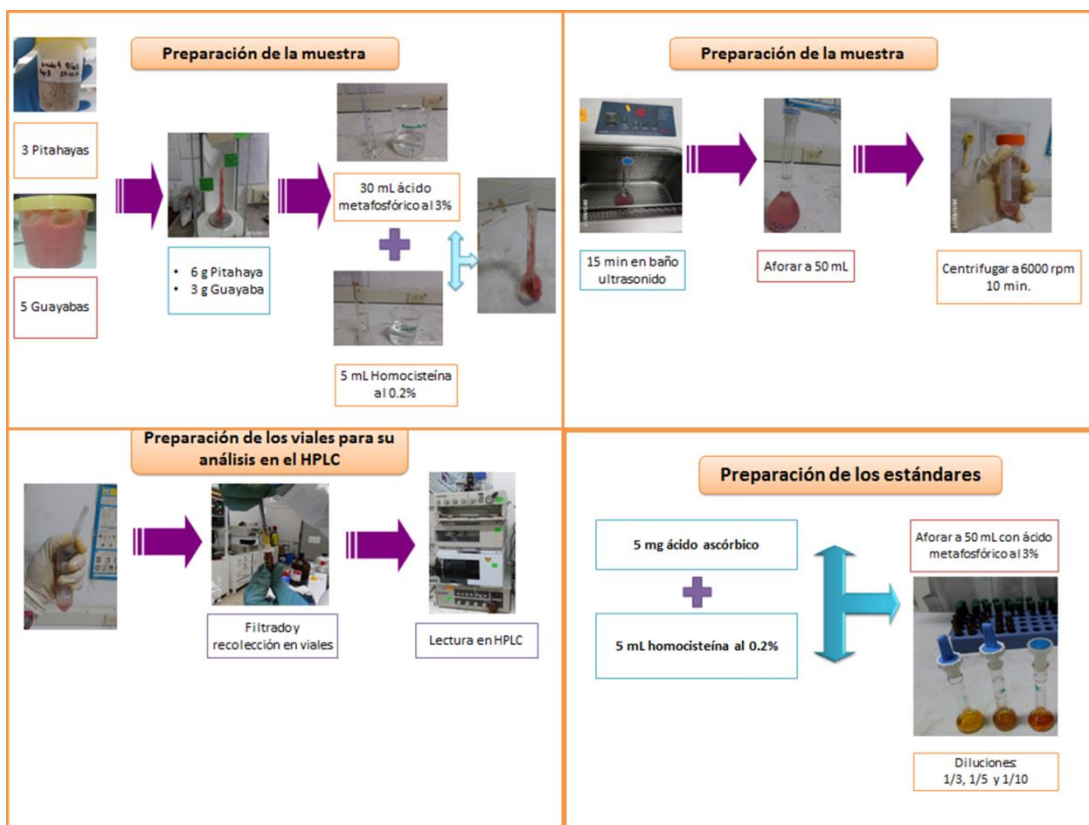 Preparación de la muestra
3 Pitahayas
5 Guayabas
• 6 g Pitahaya
• 3 g Guayaba
30 mL ácido
metafosfórico al 3%
5 mL Homocisteína
al 0.2%
Preparación de la muestra
15 min en baño
ultrasonido
Aforar a 50 mL
Centrifugar a 6000 rpm
10 min.
Preparación de los viales para su
análisis en el HPLC
Filtrado y
recolección en viales
Lectura en HPLC
Preparación de los estándares
5 mg ácido ascórbico
5 mL homocisteína al 0.2%
Aforar a 50 mL con ácido
metafosfórico al 3%
Diluciones:
1/3, 1/5 y 1/10